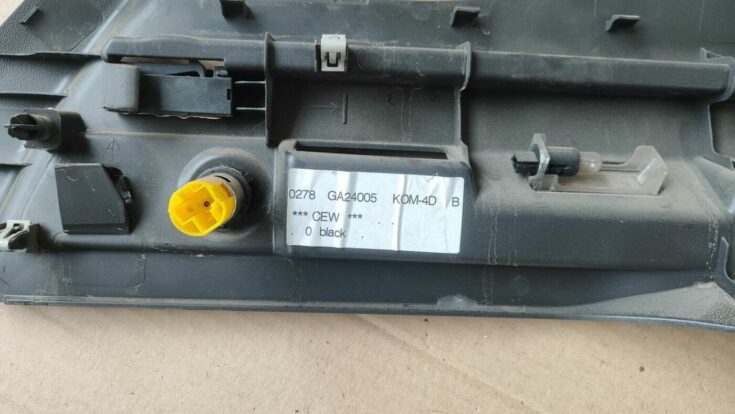 0278 GA24005 KOM-4D B
*** CEW ***
0 black